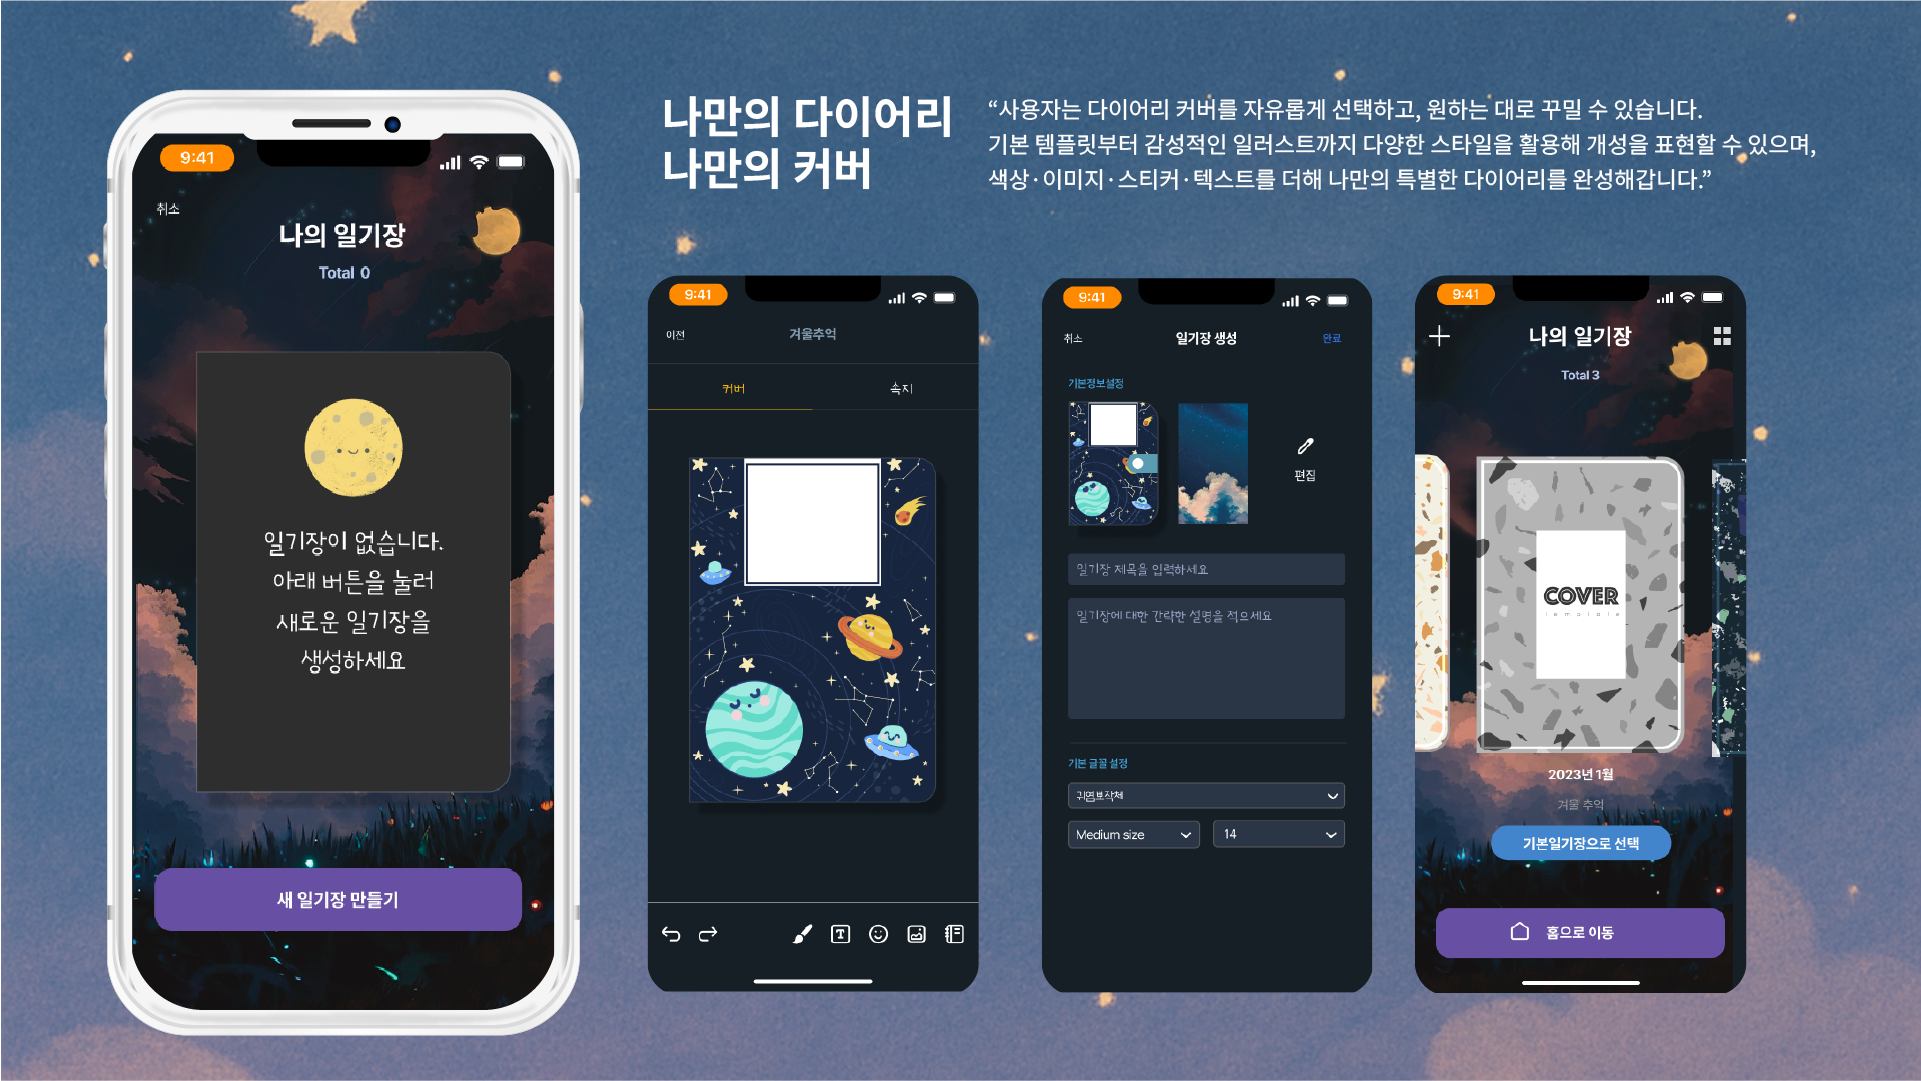 나만의 다이어리
나만의 커버
“사용자는 다이어리 커버를 자유롭게 선택하고, 원하는 대로 꾸밀 수 있습니다.
기본 템플릿부터 감성적인 일러스트까지 다양한 스타일을 활용해 개성을 표현할 수 있으며,
색상·이미지·스티커·텍스트를 더해 나만의 특별한 다이어리를 완성해갑니다.”
9:41
취소
나의 일기장
Total 0
일기장이 없습니다.
아래 버튼을 눌러
새로운 일기장을
생성하세요
새 일기장 만들기
9:41
이전
겨울추억
커버
속지
T
9:41
취소
일기장 생성
완료
기본정보설정
편집
일기장 제목을 입력하세요
일기장에 대한 간략한 설명을 적으세요
기본 글꼴 설정
귀염뽀작체
Medium size
14
9:41
나의 일기장
Total 3
COVER
template
2023년 1월
겨울 추억
기본일기장으로 선택
홈으로 이동